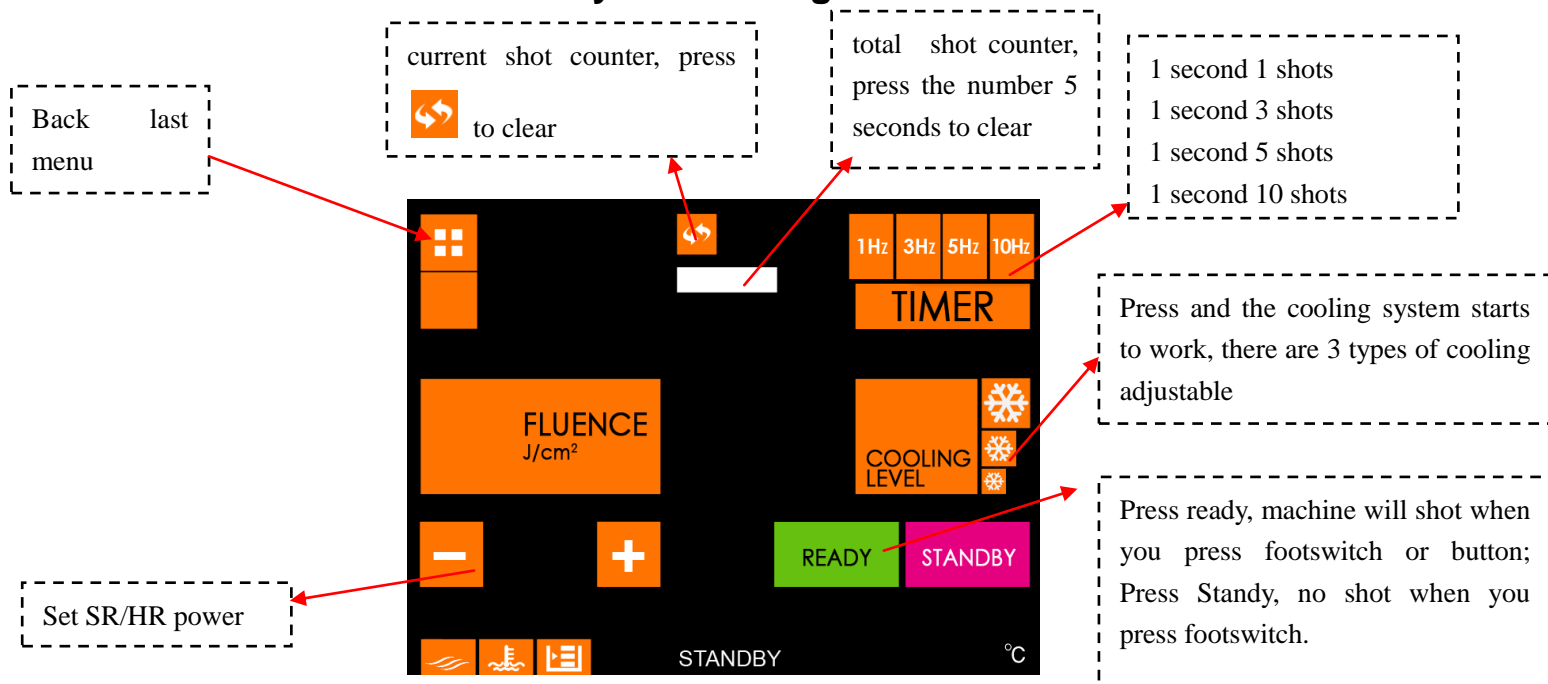 current shot counter, press
to clear
total shot counter,
press the number 5
seconds to clear
1 second 1 shots
1 second 3 shots
1 second 5 shots
1 second 10 shots
Back last
menu
1Hz 3Hz 5Hz 10Hz
TIMER
Press and the cooling system starts
to work, there are 3 types of cooling
adjustable
FLUENCE
J/cm²
COOLING
LEVEL
READY STANDBY
Press ready, machine will shot when
you press footswitch or button;
Press Standy, no shot when you
press footswitch.
Set SR/HR power
STANDBY
℃